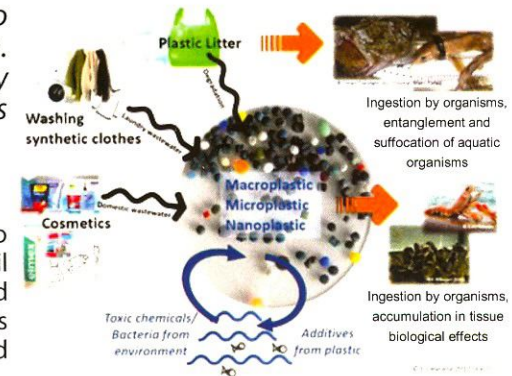 Plastic Litter
Degradation
Washing
synthetic clothes
Laundry wastewater
Cosmetics
Domestic wastewater
Macroplastic
Microplastic
Nanoplastic
Toxic chemicals/
Bacteria from
environment
Additives
from plastic
Ingestion by organisms,
entanglement and
suffocation of aquatic
organisms
Ingestion by organisms,
accumulation in tissue
biological effects